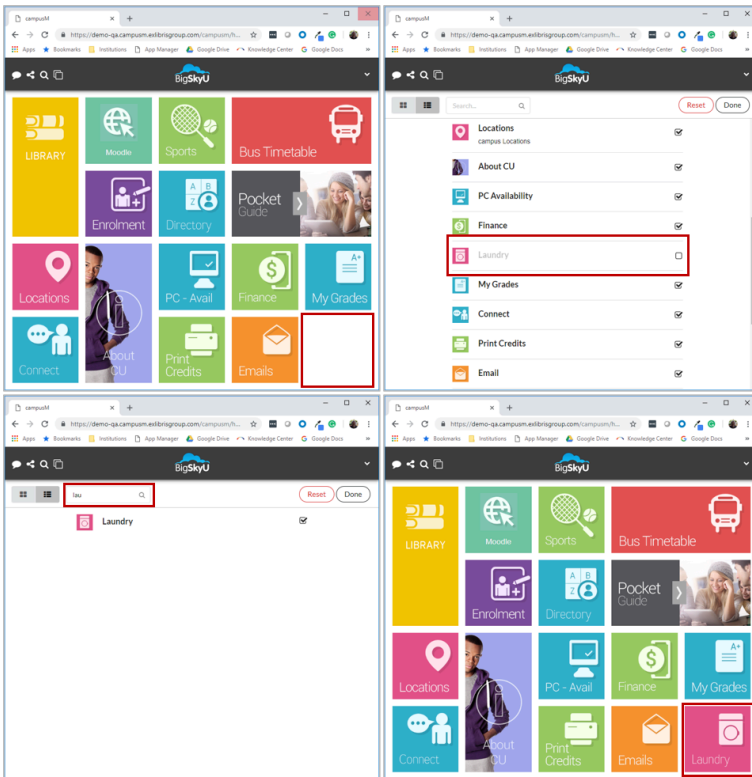 campusM
https://demo-qa.campusm.exlibrisgroup.com/campusm/h...
Apps Bookmarks Institutions App Manager Google Drive Knowledge Center Google Docs »
BigSkyU
LIBRARY
Moodle
Sports
Bus Timetable
Enrolment
A B
Z
Directory
Pocket
Guide
Locations
About
CU
PC - Avail
Finance
A+
My Grades
Connect
Print
Credits
Emails
campusM
https://demo-qa.campusm.exlibrisgroup.com/campusm/h...
Apps Bookmarks Institutions App Manager Google Drive Knowledge Center Google Docs »
BigSkyU
Search...
Reset Done
Locations
campus Locations
About CU
PC Availability
Finance
Laundry
My Grades
Connect
Print Credits
Email
campusM
https://demo-qa.campusm.exlibrisgroup.com/campusm/h...
Apps Bookmarks Institutions App Manager Google Drive Knowledge Center Google Docs »
BigSkyU
lau
Reset Done
Laundry
campusM
https://demo-qa.campusm.exlibrisgroup.com/campusm/h...
Apps Bookmarks Institutions App Manager Google Drive Knowledge Center Google Docs »
BigSkyU
LIBRARY
Moodle
Sports
Bus Timetable
Enrolment
A B
Z
Directory
Pocket
Guide
Locations
About
CU
PC - Avail
Finance
A+
My Grades
Connect
Print
Credits
Emails
Laundry